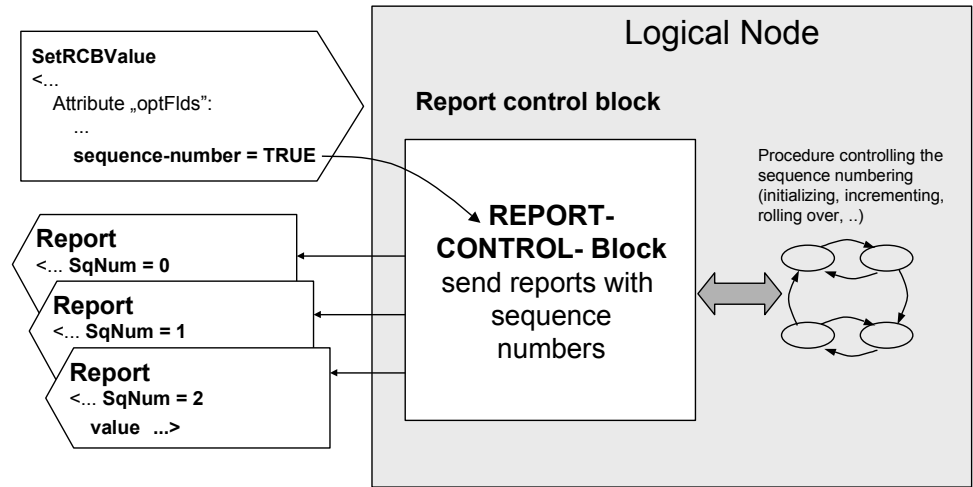 Logical Node
SetRCBValue
<...
Attribute „optFlds”:
...
sequence-number = TRUE
Report control block
REPORT-
CONTROL- Block
send reports with
sequence
numbers
Procedure controlling the
sequence numbering
(initializing, incrementing,
rolling over, ..)
Report
<... SqNum = 0
Report
<... SqNum = 1
Report
<... SqNum = 2
value ...>